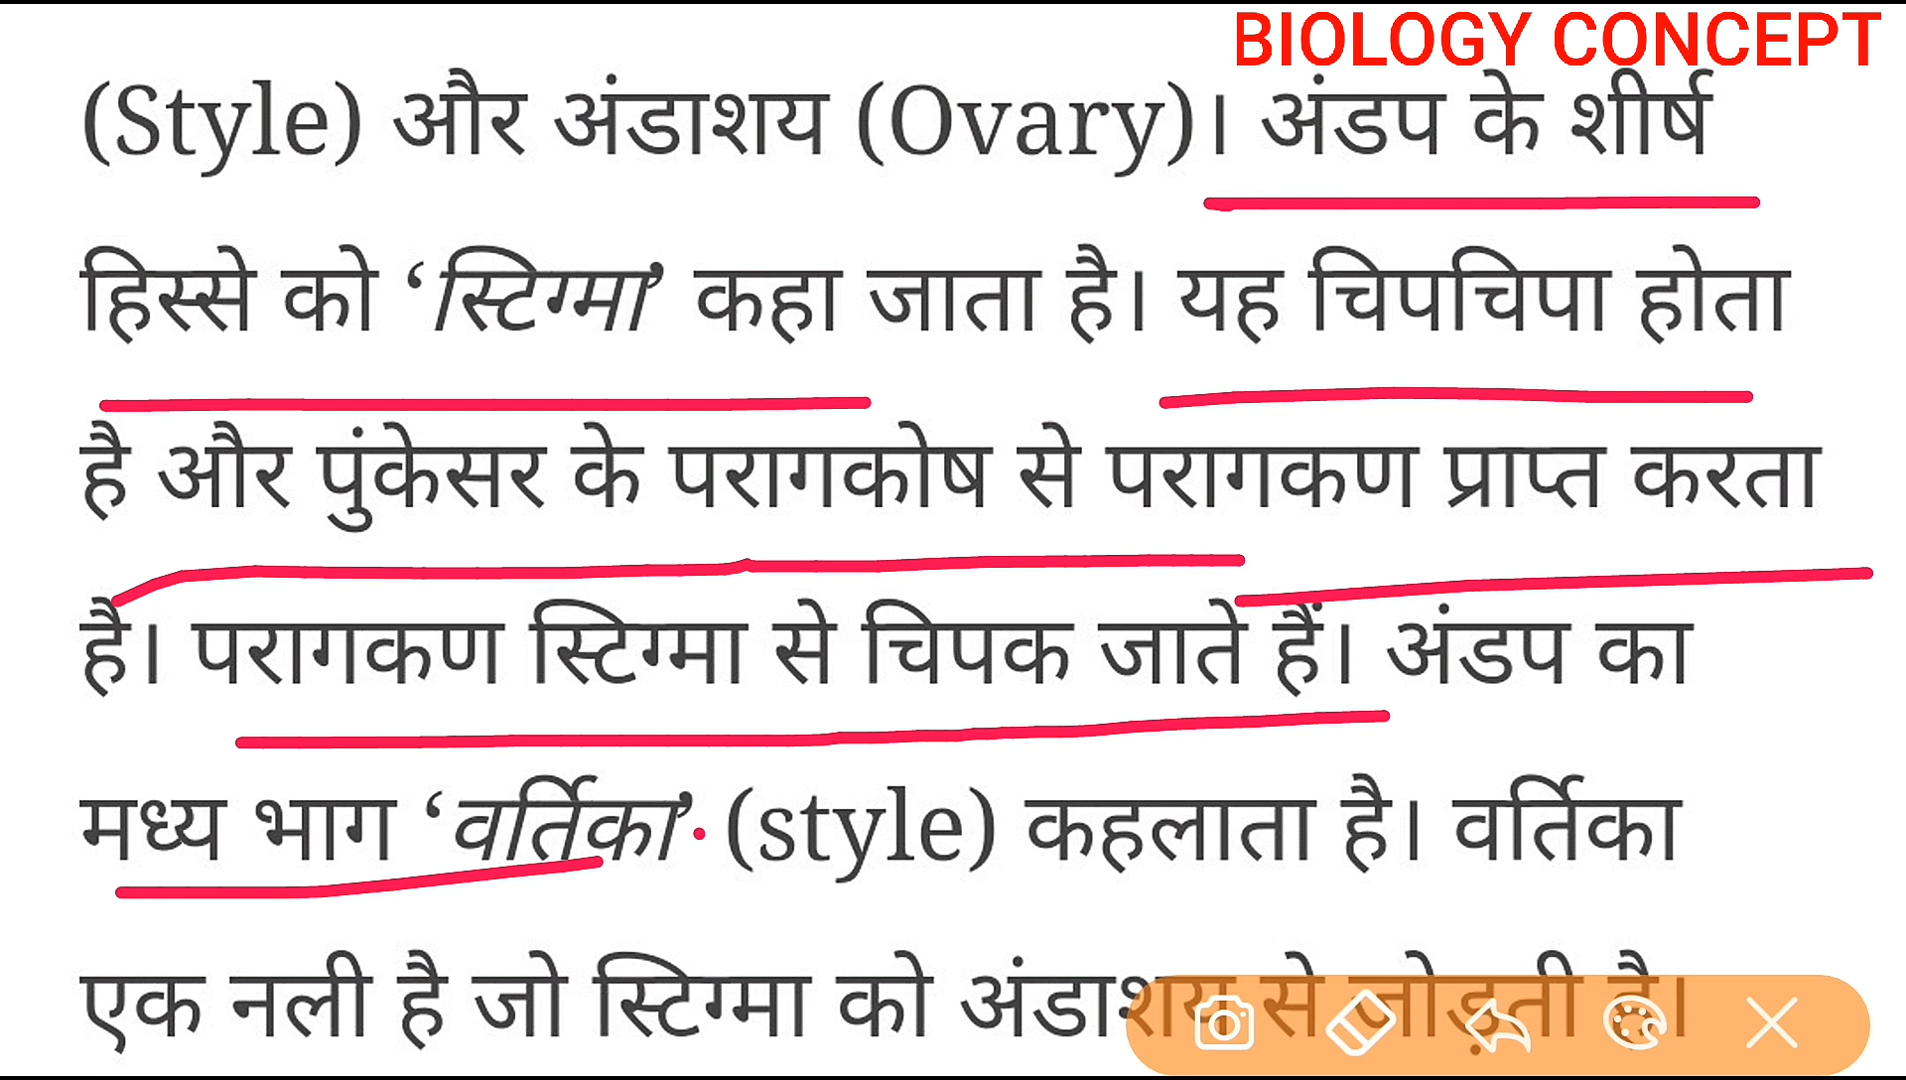 BIOLOGY CONCEPT
(Style) और अंडाशय (Ovary)। अंडप के शीर्ष
हिस्से को ‘स्टिग्मा’ कहा जाता है। यह चिपचिपा होता
है और पुंकेसर के परागकोष से परागकण प्राप्त करता
है। परागकण स्टिग्मा से चिपक जाते हैं। अंडप का
मध्य भाग ‘वर्तिका’ (style) कहलाता है। वर्तिका
एक नली है जो स्टिग्मा को अंडाशय से जोड़ती है।